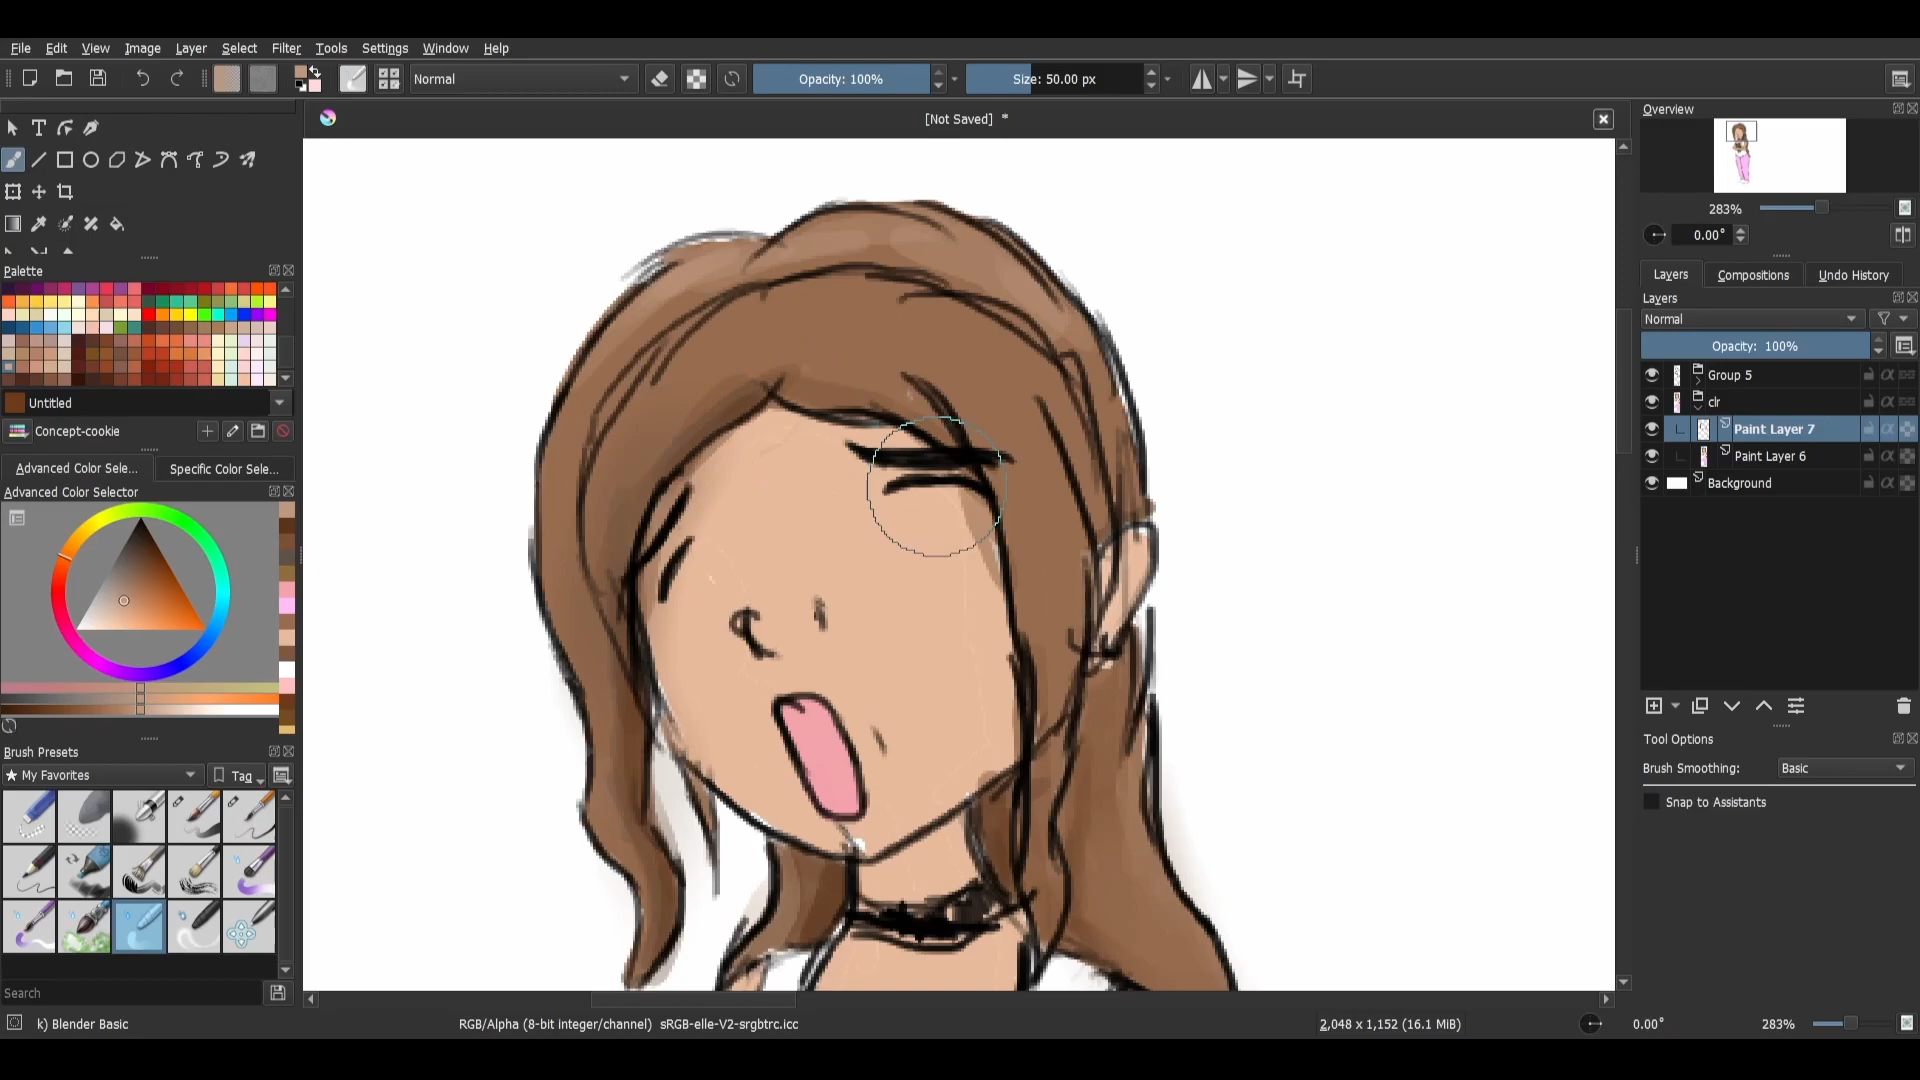 File Edit View Image Layer Select Filter Tools Settings Window Help
Normal Opacity: 100% Size: 50.00 px
[Not Saved] *
Overview
283%
0.00°
Palette
Untitled
Concept-cookie
Advanced Color Sele... Specific Color Sele...
Advanced Color Selector
Brush Presets
★ My Favorites Tag
Search
Layers Compositions Undo History
Layers
Normal
Opacity: 100%
Group 5
clr
Paint Layer 7
Paint Layer 6
Background
Tool Options
Brush Smoothing: Basic
Snap to Assistants
k) Blender Basic RGB/Alpha (8-bit integer/channel) sRGB-elle-V2-srgbtrc.icc 2,048 x 1,152 (16.1 MiB) 0.00° 283%